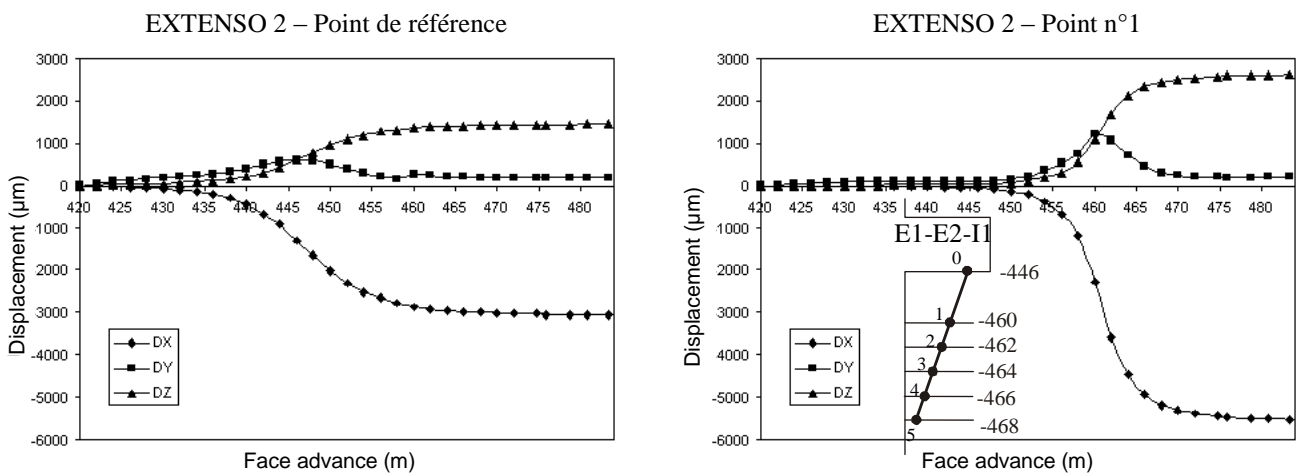 EXTENSO 2 – Point de référence
3000
2000
1000
0
1000
2000
3000
-4000
-5000
-6000
Displacement (µm)
420 425 430 435 440 445 450 455 460 465 470 475 480
DX
DY
DZ
Face advance (m)
EXTENSO 2 – Point n°1
3000
2000
1000
0
1000
2000
3000
-4000
-5000
-6000
Displacement (µm)
420 425 430 435 440 445 450 455 460 465 470 475 480
E1-E2-I1
0 -446
1 -460
2 -462
3 -464
4 -466
5 -468
DX
DY
DZ
Face advance (m)